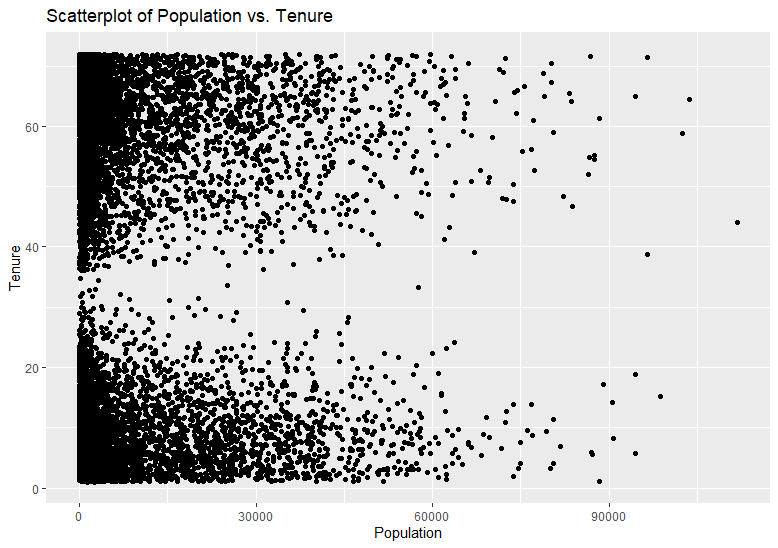 Scatterplot of Population vs. Tenure
60
40
20
0
Tenure
0 30000 60000 90000
Population